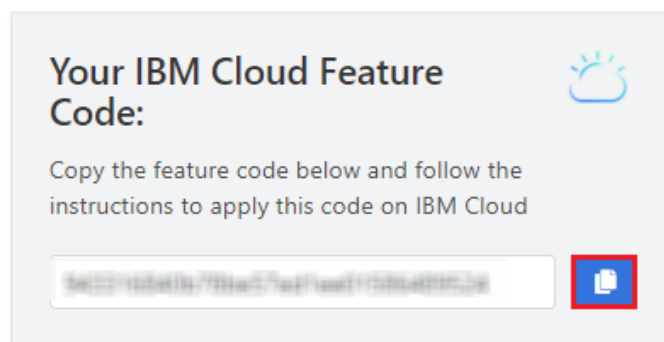 Your IBM Cloud Feature
Code:
Copy the feature code below and follow the
instructions to apply this code on IBM Cloud